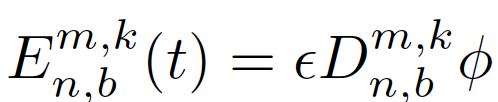 $E_{n,b}^{m,k}(t) = \epsilon D_{n,b}^{m,k} \phi$